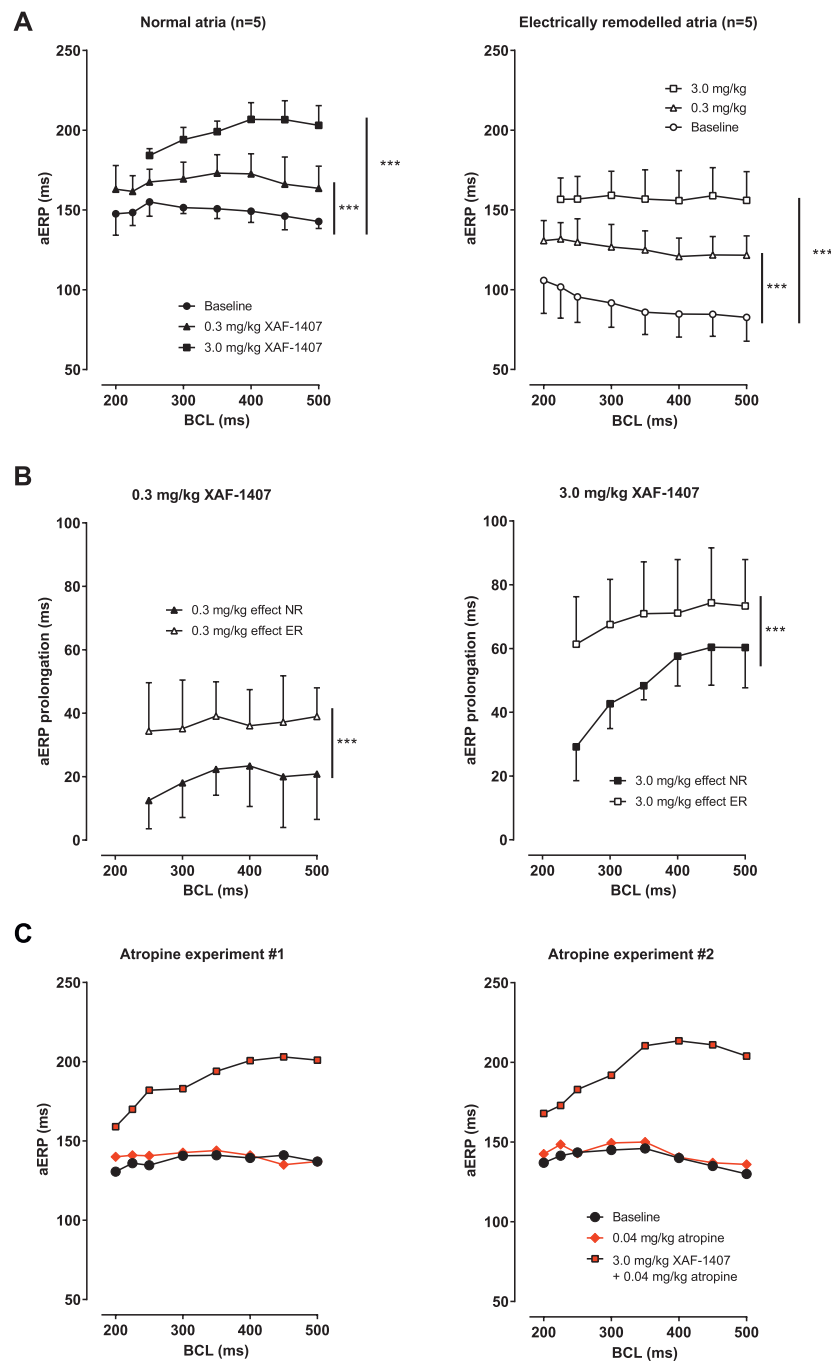 A
Normal atria (n=5)
250
200
150
100
50
aERP (ms)
***
***
Baseline
0.3 mg/kg XAF-1407
3.0 mg/kg XAF-1407
200 300 400 500
BCL (ms)
Electrically remodelled atria (n=5)
250
200
150
100
50
aERP (ms)
3.0 mg/kg
0.3 mg/kg
Baseline
***
***
200 300 400 500
BCL (ms)
B
0.3 mg/kg XAF-1407
100
80
60
40
20
0
aERP prolongation (ms)
0.3 mg/kg effect NR
0.3 mg/kg effect ER
***
200 300 400 500
BCL (ms)
3.0 mg/kg XAF-1407
100
80
60
40
20
0
aERP prolongation (ms)
***
3.0 mg/kg effect NR
3.0 mg/kg effect ER
200 300 400 500
BCL (ms)
C
Atropine experiment #1
250
200
150
100
50
aERP (ms)
200 300 400 500
BCL (ms)
Atropine experiment #2
250
200
150
100
50
aERP (ms)
Baseline
0.04 mg/kg atropine
3.0 mg/kg XAF-1407
+ 0.04 mg/kg atropine
200 300 400 500
BCL (ms)